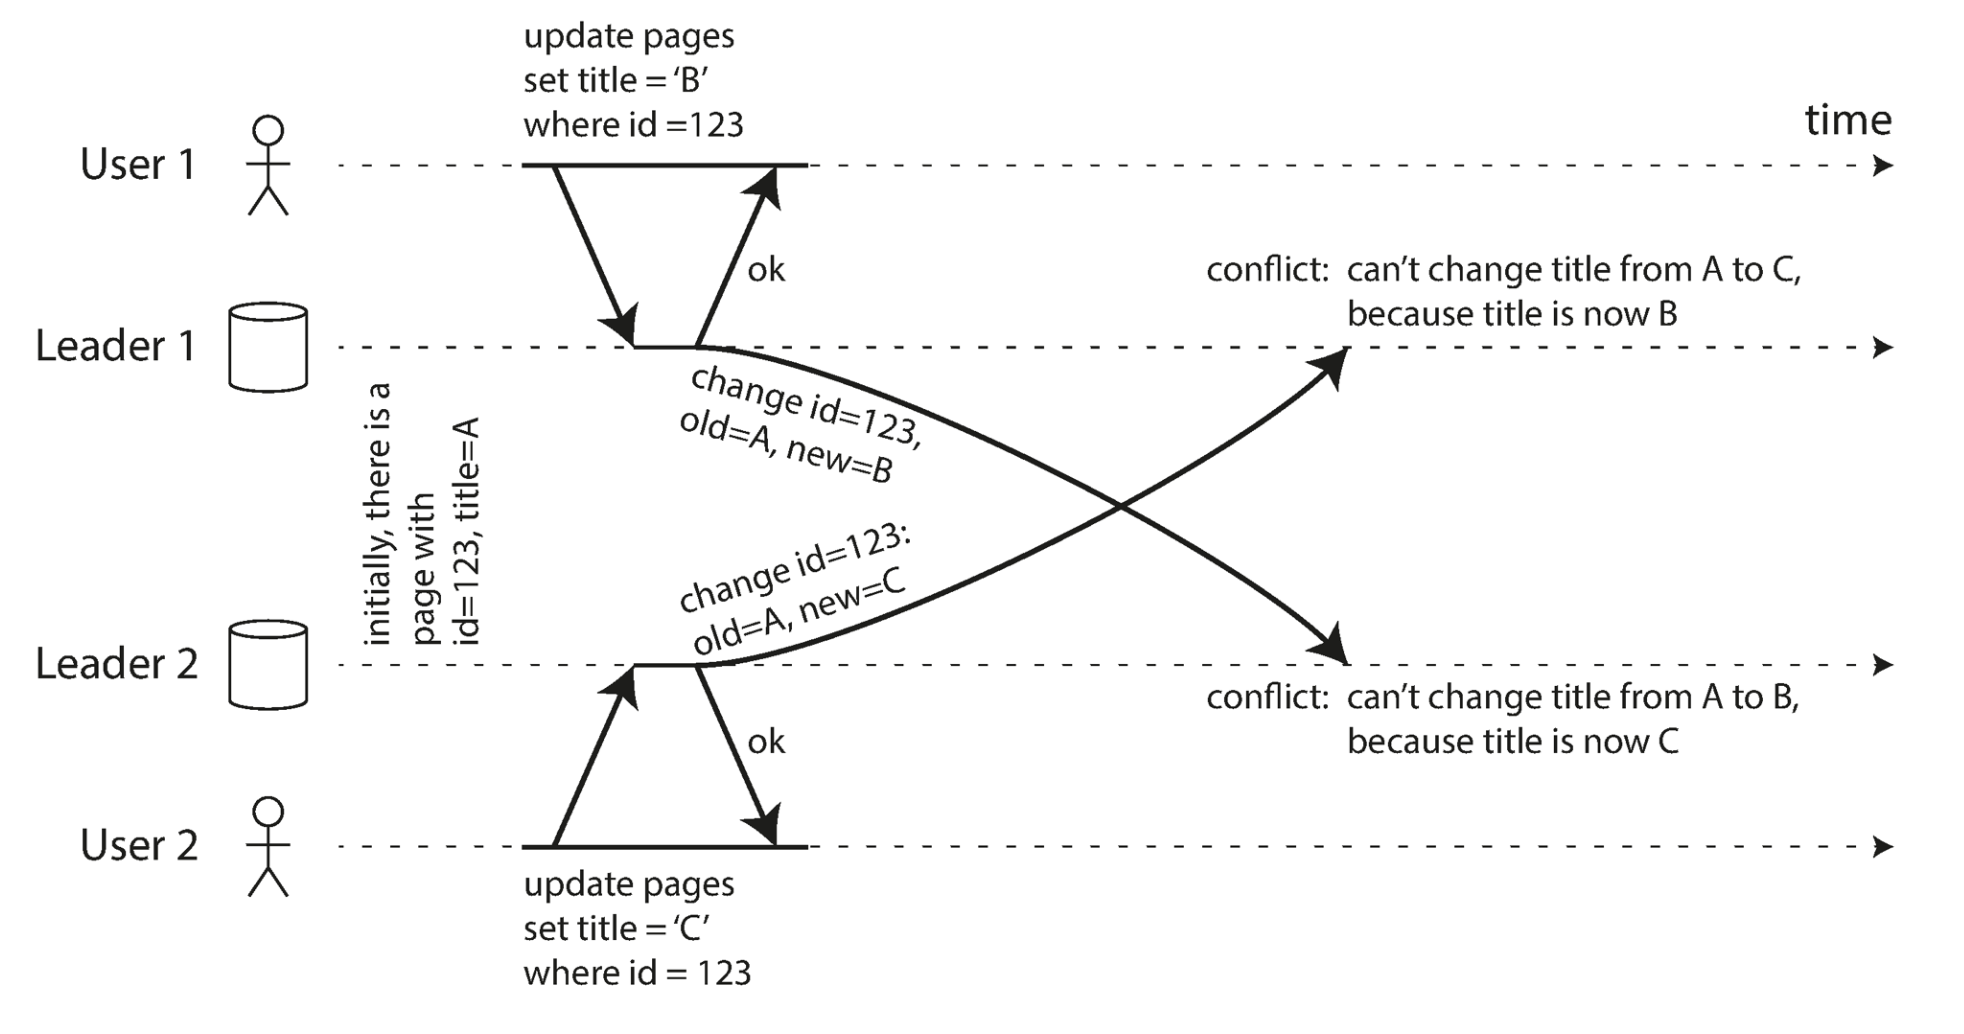 update pages
set title = ‘B’
where id =123
time
User 1
ok
conflict: can’t change title from A to C,
because title is now B
Leader 1
change id=123,
old=A, new=B
initially, there is a
page with
id=123, title=A
change id=123:
old=A, new=C
Leader 2
conflict: can’t change title from A to B,
because title is now C
ok
User 2
update pages
set title = ‘C’
where id = 123